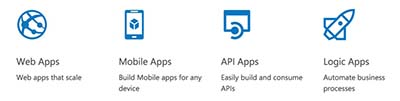 Web Apps
Web apps that scale
Mobile Apps
Build Mobile apps for any
device
API Apps
Easily build and consume
APIs
Logic Apps
Automate business
processes